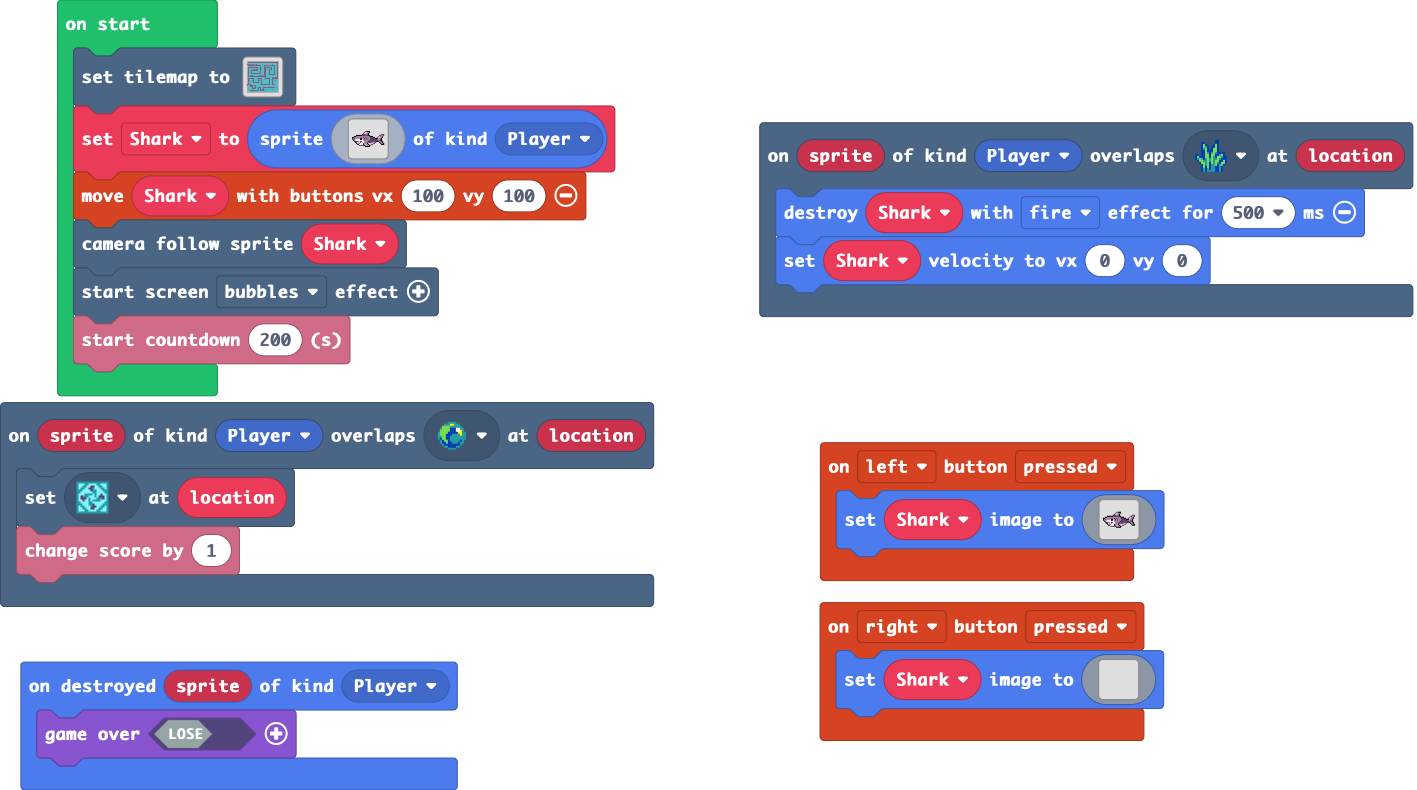 on start
set tilemap to
set Shark to sprite of kind Player
move Shark with buttons vx 100 vy 100
camera follow sprite Shark
start screen bubbles effect
start countdown 200 (s)
on sprite of kind Player overlaps at location
set at location
change score by 1
on destroyed sprite of kind Player
game over LOSE
on sprite of kind Player overlaps at location
destroy Shark with fire effect for 500 ms
set Shark velocity to vx 0 vy 0
on left button pressed
set Shark image to
on right button pressed
set Shark image to